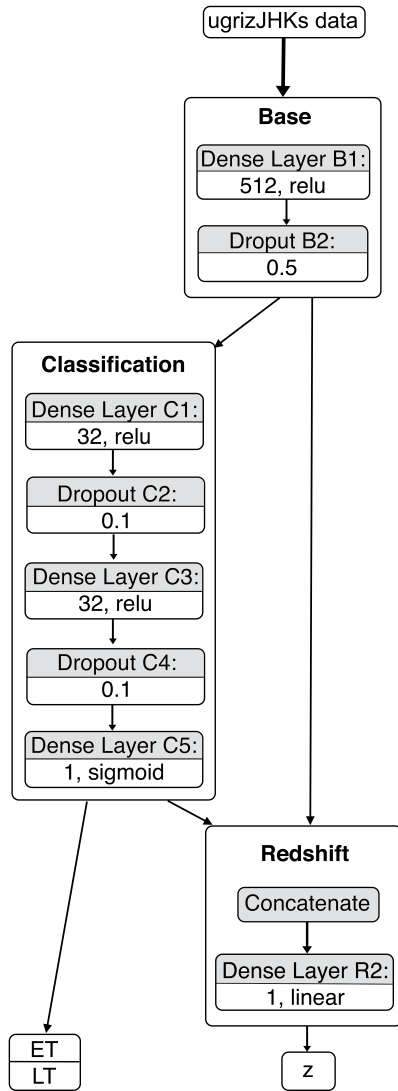 ugrizJHKs data
Base
Dense Layer B1:
512, relu
Droput B2:
0.5
Classification
Dense Layer C1:
32, relu
Dropout C2:
0.1
Dense Layer C3:
32, relu
Dropout C4:
0.1
Dense Layer C5:
1, sigmoid
Redshift
Concatenate
Dense Layer R2:
1, linear
ET
LT
z